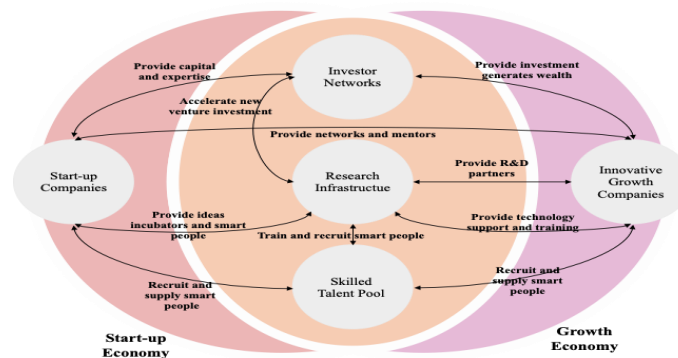 Provide capital
and expertise
Investor
Networks
Provide investment
generates wealth
Accelerate new
venture investment
Provide networks and mentors
Start-up
Companies
Research
Infrastructue
Provide R&D
partners
Innovative
Growth
Companies
Provide ideas
incubators and smart
people
Train and recruit smart people
Provide technology
support and training
Recruit and
supply smart
people
Skilled
Talent Pool
Recruit and
supply smart
people
Start-up
Economy
Growth
Economy